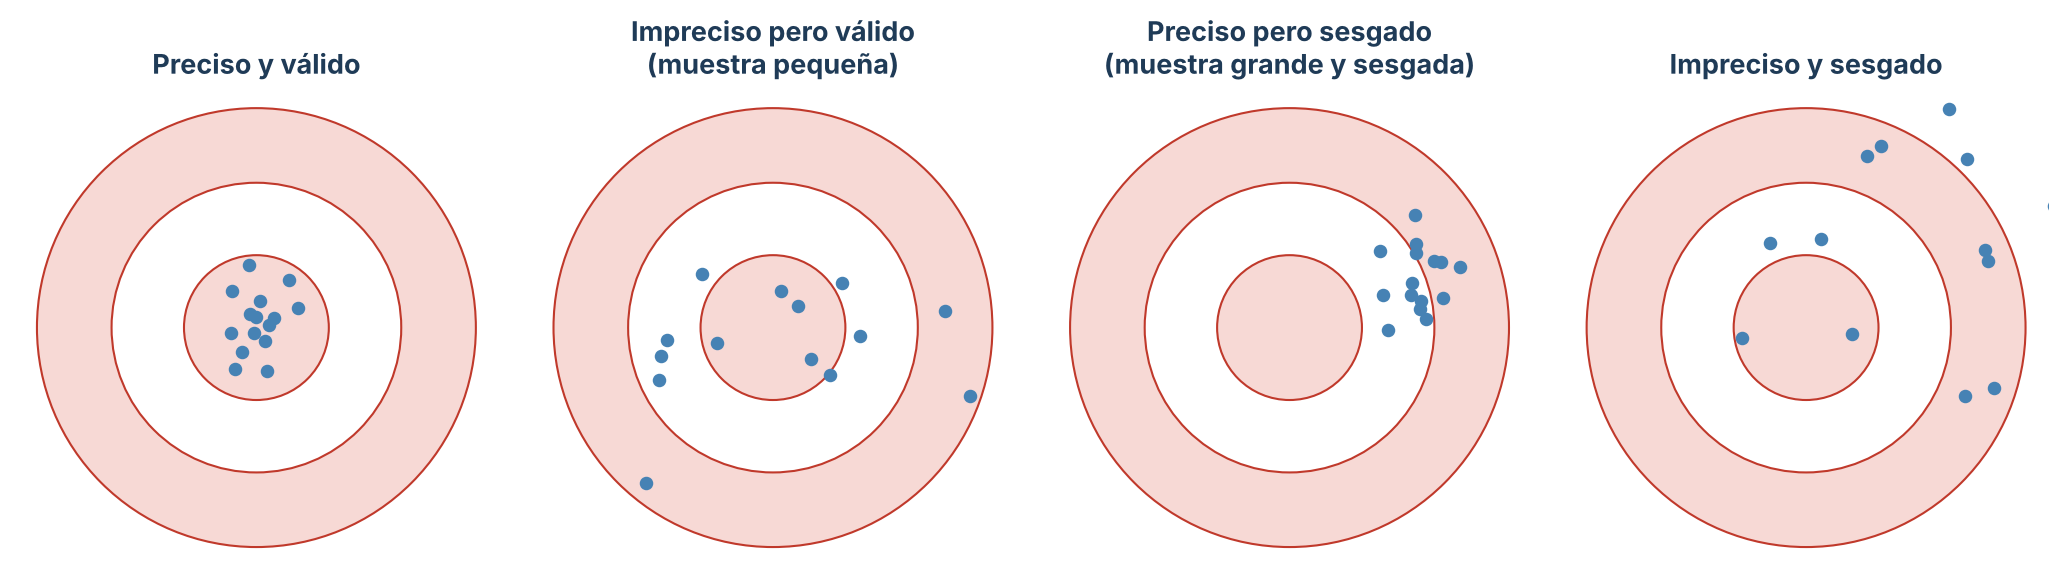 Preciso y válido
Impreciso pero válido
(muestra pequeña)
Preciso pero sesgado
(muestra grande y sesgada)
Impreciso y sesgado